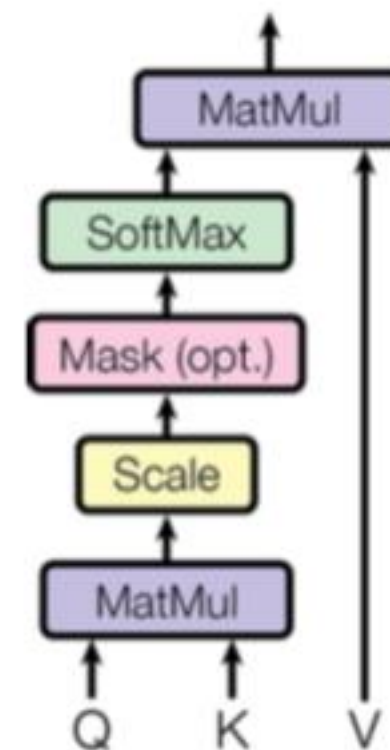 MatMul
SoftMax
Mask (opt.)
Scale
MatMul
Q K V